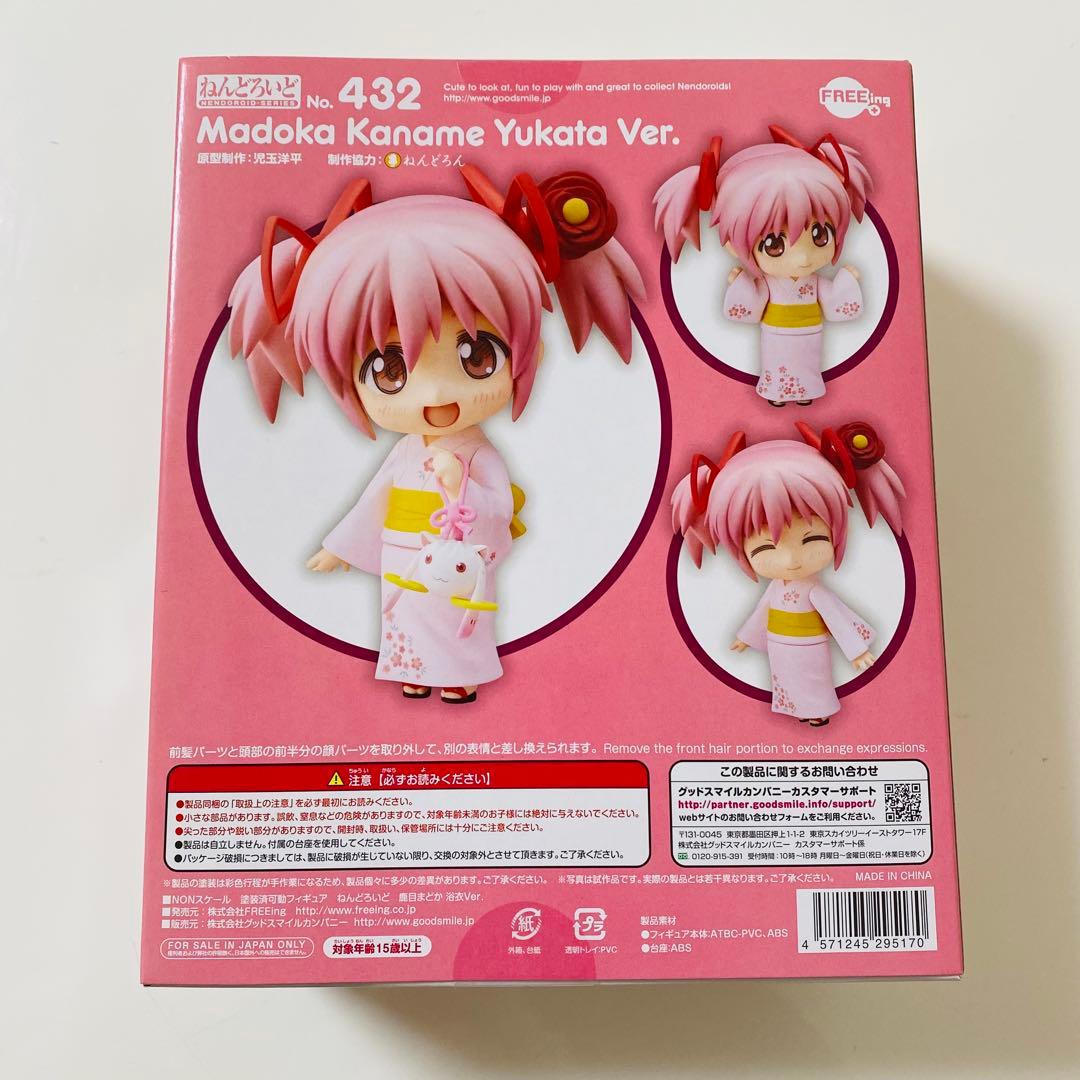 ねんどろいど
NENDOROID-SERIES
No. 432
Cute to look at, fun to play with and great to collect Nendoroids!
http://www.goodsmile.jp
FREEing
Madoka Kaname Yukata Ver.
原型制作：児玉洋平 制作協力：ねんどろん
前髪パーツと頭部の前半分の顔パーツを取り外して、別の表情と差し換えられます。Remove the front hair portion to exchange expressions.
注意【必ずお読みください】
●製品同梱の「取扱上の注意」を必ず最初にお読みください。
●小さな部品があります。誤飲、窒息などの危険がありますので、対象年齢未満のお子様には絶対に与えないでください。
●尖った部分や鋭い部分がありますので、開封時、取扱い、保管場所には十分にご注意ください。
●製品は自立しません。付属の台座を使用してください。
●パッケージ破損につきましては、製品に破損が生じていない限り、交換の対象外とさせて頂きます。ご了承ください。
この製品に関するお問い合わせ
グッドスマイルカンパニーカスタマーサポート
http://partner.goodsmile.info/support/
webサイトのお問い合わせフォームをご利用ください。
〒131-0045 東京都墨田区押上1-1-2 東京スカイツリーイーストタワー17F
株式会社グッドスマイルカンパニー カスタマーサポート係
0120-915-391 受付時間：10時〜18時 月曜日〜金曜日(祝日・休業日を除く)
※製品の塗装は彩色行程が手作業になるため、製品個々に多少の差異があります。ご了承ください。 ※写真は試作品です。実際の製品とは若干異なります。ご了承ください。
MADE IN CHINA
■NONスケール 塗装済可動フィギュア ねんどろいど 鹿目まどか 浴衣Ver.
■発売元：株式会社FREEing http://www.freeing.co.jp
■販売元：株式会社グッドスマイルカンパニー http://www.goodsmile.jp
FOR SALE IN JAPAN ONLY
対象年齢15歳以上
紙
外箱、台紙
プラ
透明トレイ：PVC
製品素材
●フィギュア本体：ATBC-PVC、ABS
●台座：ABS
4 571245 295170